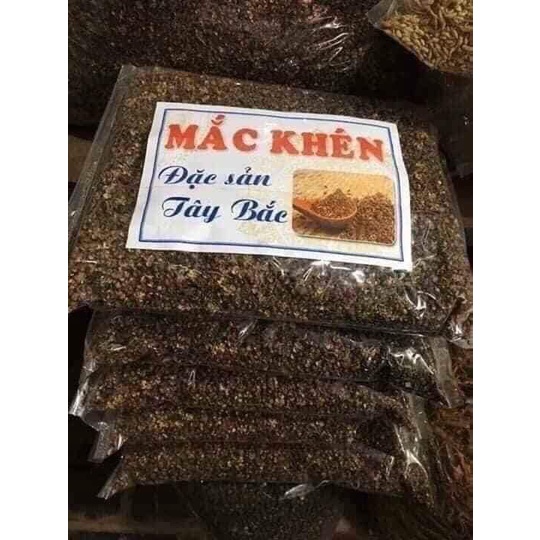 MẮC KHÉN
Đặc sản
Tây Bắc